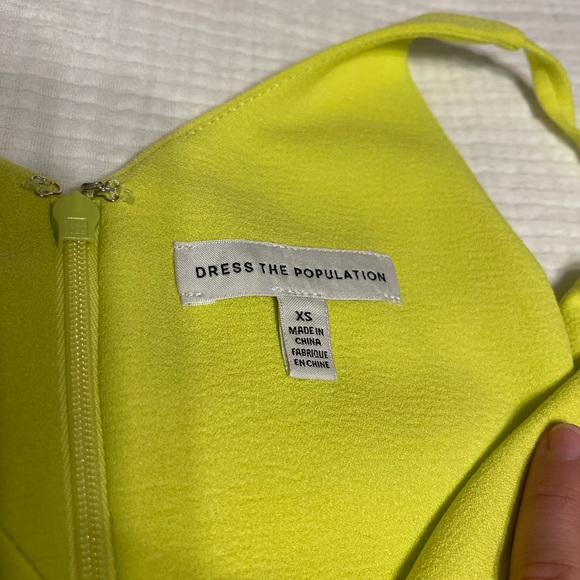 DRESS THE POPULATION
XS
MADE IN
CHINA
FABRIQUE
EN CHINE